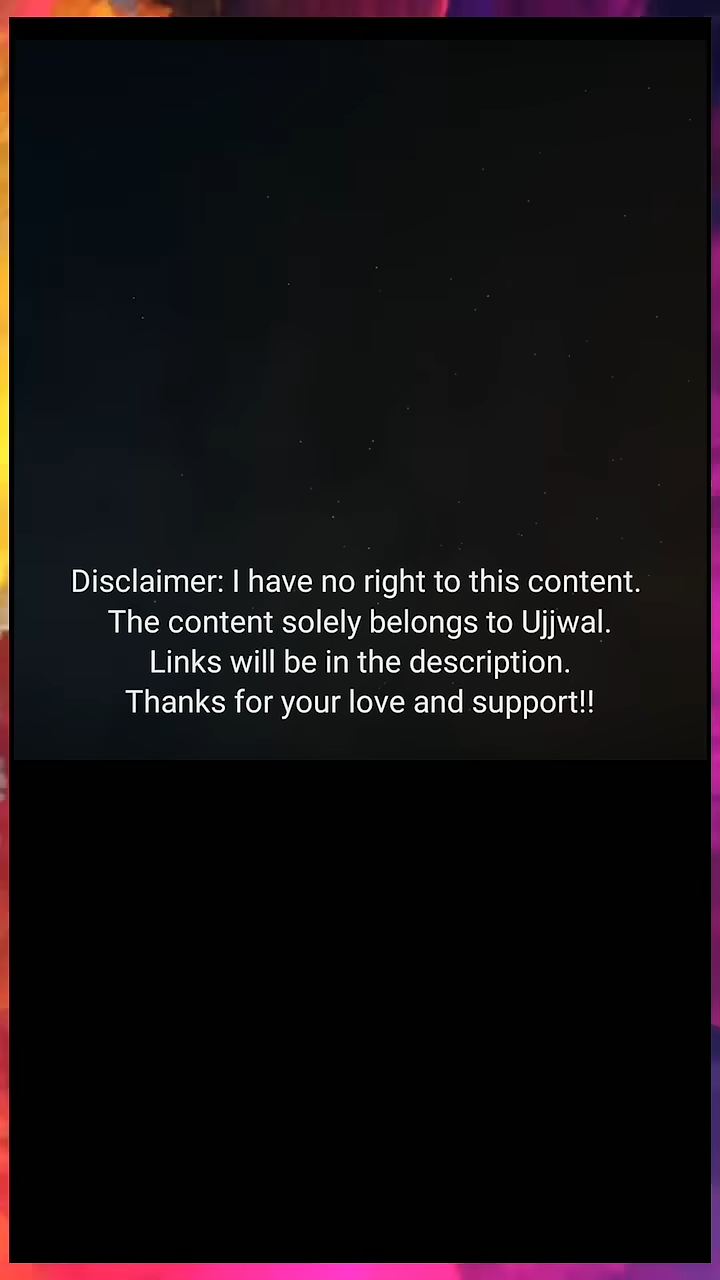 Disclaimer: I have no right to this content.
The content solely belongs to Ujjwal.
Links will be in the description.
Thanks for your love and support!!